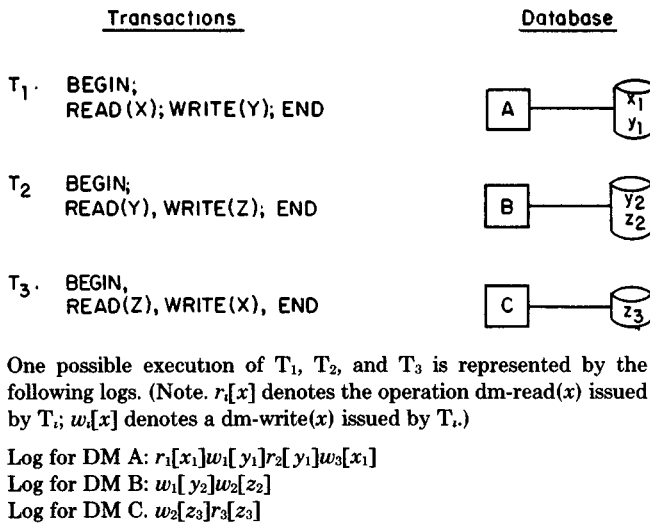 Transactions Database
T₁. BEGIN;
READ(X); WRITE(Y); END
A x₁
y₁
T₂ BEGIN;
READ(Y), WRITE(Z); END
B y₂
z₂
T₃. BEGIN,
READ(Z), WRITE(X), END
C z₃
One possible execution of T₁, T₂, and T₃ is represented by the
following logs. (Note. rᵢ[x] denotes the operation dm-read(x) issued
by Tᵢ; wᵢ[x] denotes a dm-write(x) issued by Tᵢ.)
Log for DM A: r₁[x₁]w₁[y₁]r₂[y₁]w₃[x₁]
Log for DM B: w₁[y₂]w₂[z₂]
Log for DM C. w₂[z₃]r₃[z₃]